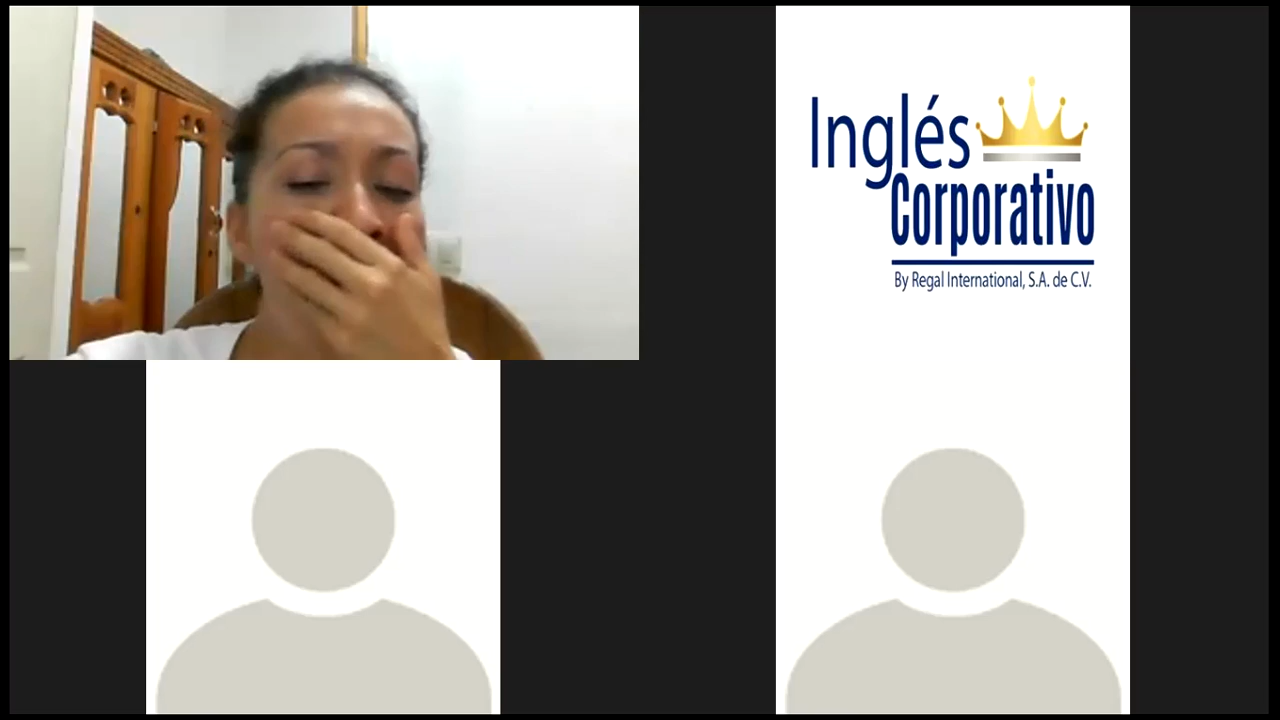 Inglés
Corporativo
By Regal International, S.A. de C.V.